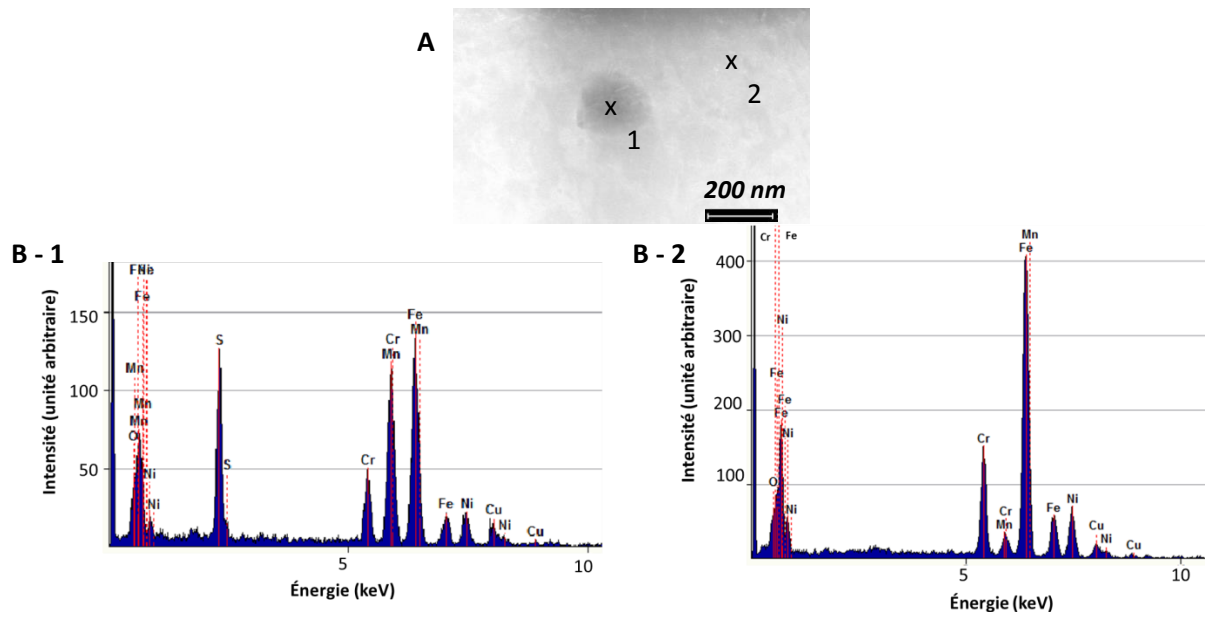 A
x
x
1
2
200 nm
B - 1
Intensité (unité arbitraire)
150
100
50
Fe
Mn
Mn
Mn
O
Ni
Ni
S
S
Cr
Cr
Mn
Fe
Mn
Fe
Ni
Cu
Ni
Cu
5
10
Énergie (keV)
B - 2
Intensité (unité arbitraire)
400
300
200
100
Cr
Fe
Ni
Fe
Fe
Fe
Ni
O
Ni
Cr
Cr
Mn
Mn
Fe
Fe
Ni
Cu
Ni
Cu
5
10
Énergie (keV)